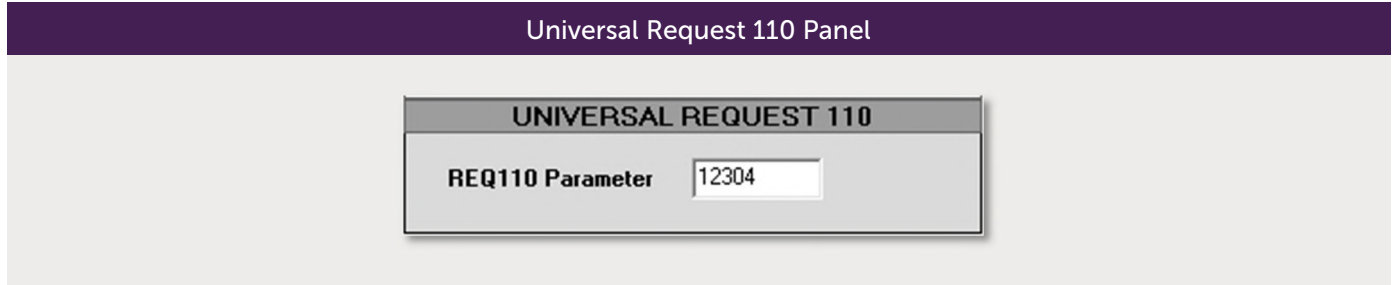 Universal Request 110 Panel
UNIVERSAL REQUEST 110
REQ110 Parameter 12304